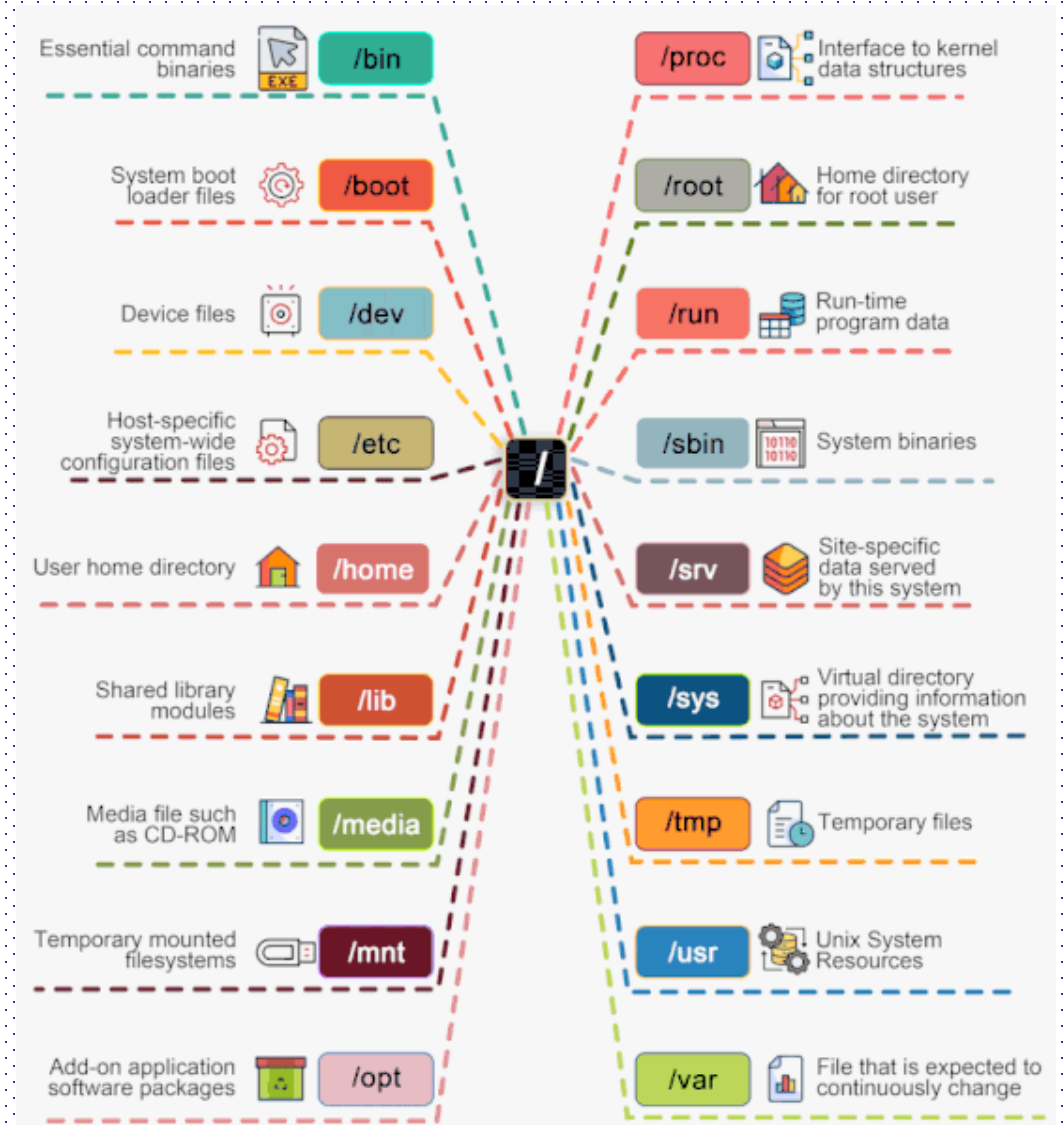 Essential command
binaries
EXE
/bin
System boot
loader files
/boot
Device files
/dev
Host-specific
system-wide
configuration files
/etc
User home directory
/home
Shared library
modules
/lib
Media file such
as CD-ROM
/media
Temporary mounted
filesystems
/mnt
Add-on application
software packages
/opt
/
/proc
Interface to kernel
data structures
/root
Home directory
for root user
/run
Run-time
program data
/sbin
10110
10110
System binaries
/srv
Site-specific
data served
by this system
/sys
Virtual directory
providing information
about the system
/tmp
Temporary files
/usr
Unix System
Resources
/var
File that is expected to
continuously change